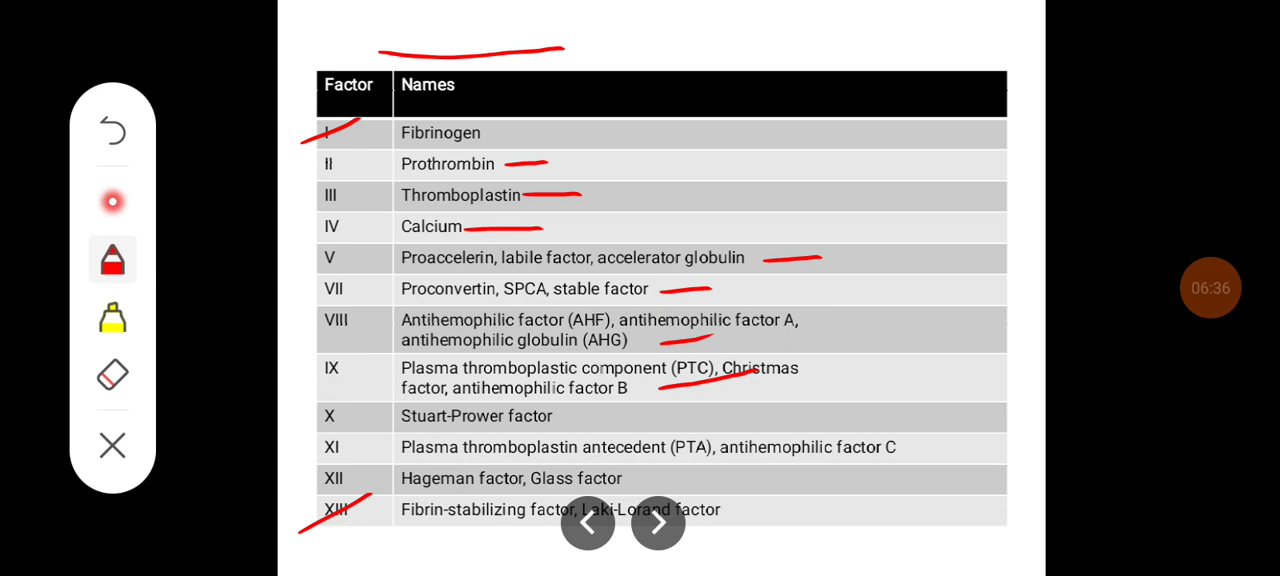 Factor Names
I Fibrinogen
II Prothrombin
III Thromboplastin
IV Calcium
V Proaccelerin, labile factor, accelerator globulin
VII Proconvertin, SPCA, stable factor
VIII Antihemophilic factor (AHF), antihemophilic factor A,
antihemophilic globulin (AHG)
IX Plasma thromboplastic component (PTC), Christmas
factor, antihemophilic factor B
X Stuart-Prower factor
XI Plasma thromboplastin antecedent (PTA), antihemophilic factor C
XII Hageman factor, Glass factor
XIII Fibrin-stabilizing factor, Laki-Lorand factor
06:36